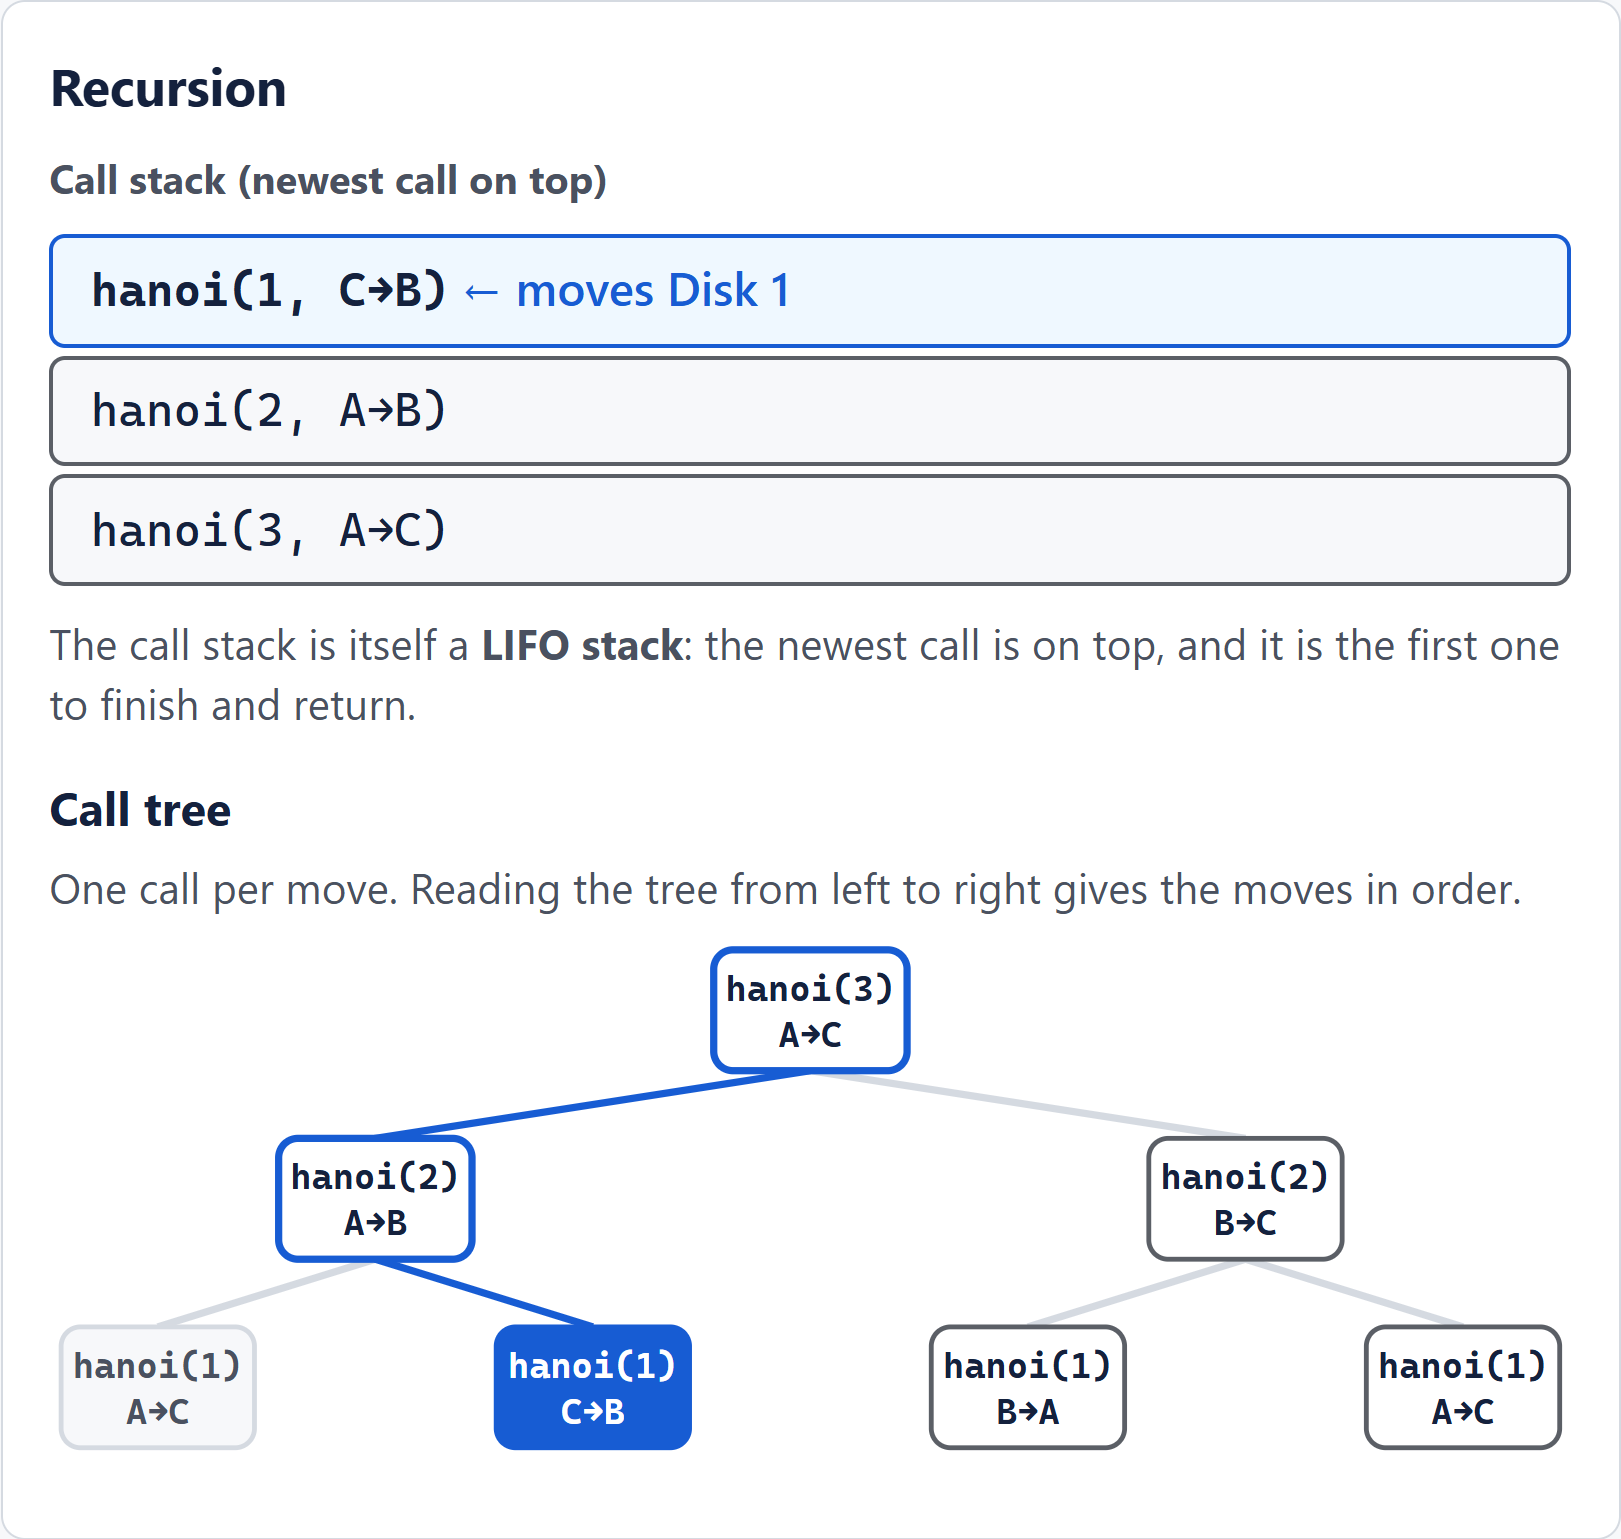 Recursion
Call stack (newest call on top)
hanoi(1, C→B) ← moves Disk 1
hanoi(2, A→B)
hanoi(3, A→C)
The call stack is itself a LIFO stack: the newest call is on top, and it is the first one
to finish and return.
Call tree
One call per move. Reading the tree from left to right gives the moves in order.
hanoi(3)
A→C
hanoi(2)
A→B
hanoi(2)
B→C
hanoi(1)
A→C
hanoi(1)
C→B
hanoi(1)
B→A
hanoi(1)
A→C